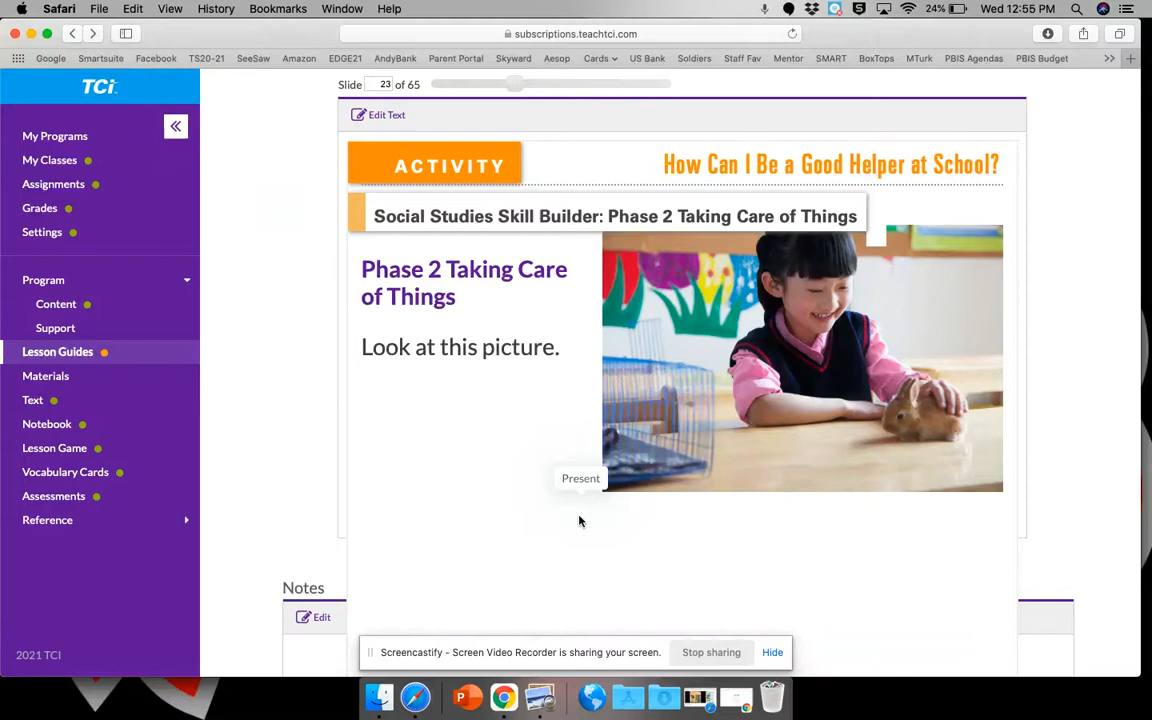 Safari File Edit View History Bookmarks Window Help 24% Wed 12:55 PM
subscriptions.teachtci.com
Google Smartsuite Facebook TS20-21 SeeSaw Amazon EDGE21 AndyBank Parent Portal Skyward Aesop Cards US Bank Soldiers Staff Fav Mentor SMART BoxTops MTurk PBIS Agendas PBIS Budget
TCi
Slide 23 of 65
Edit Text
My Programs
My Classes
Assignments
Grades
Settings
Program
Content
Support
Lesson Guides
Materials
Text
Notebook
Lesson Game
Vocabulary Cards
Assessments
Reference
2021 TCI
ACTIVITY
How Can I Be a Good Helper at School?
Social Studies Skill Builder: Phase 2 Taking Care of Things
Phase 2 Taking Care
of Things
Look at this picture.
Present
Notes
Edit
Screencastify - Screen Video Recorder is sharing your screen. Stop sharing Hide